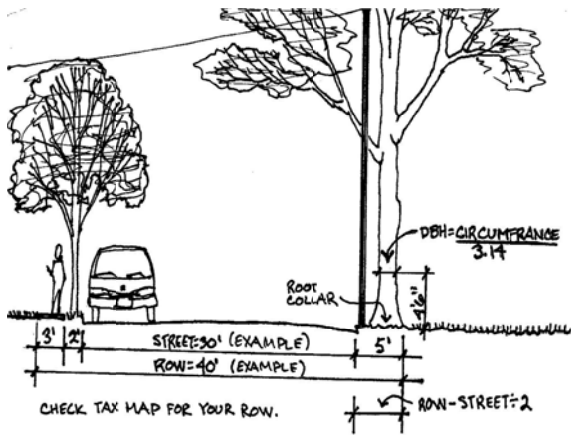 DBH=CIRCUMFRANCE
3.14
ROOT
COLLAR
4'6"
3'
2'
STREET=30' (EXAMPLE)
5'
ROW=40' (EXAMPLE)
CHECK TAX MAP FOR YOUR ROW.
ROW-STREET÷2